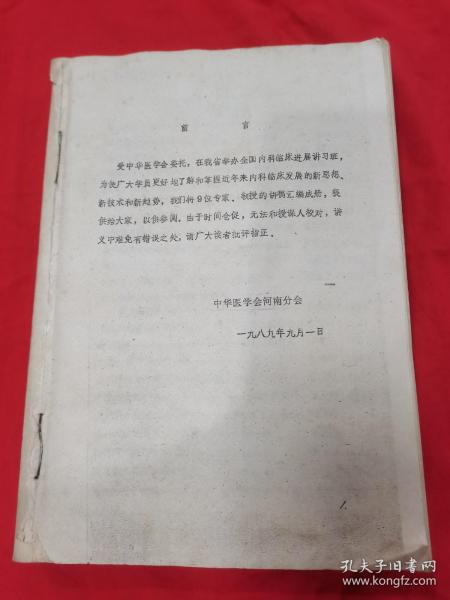 前 言
受中华医学会委托，在我省举办全国内科临床进展讲习班，
为使广大学员更好地了解和掌握近年来内科临床发展的新思想、
新技术和新趋势，我们将9位专家、教授的讲稿汇编成册，装
供给大家，以供参阅。由于时间仓促，无法和授课人校对，讲
义中难免有错误之处，请广大读者批评指正。
中华医学会河南分会
一九八九年九月一日
孔夫子旧书网
www.kongfz.com